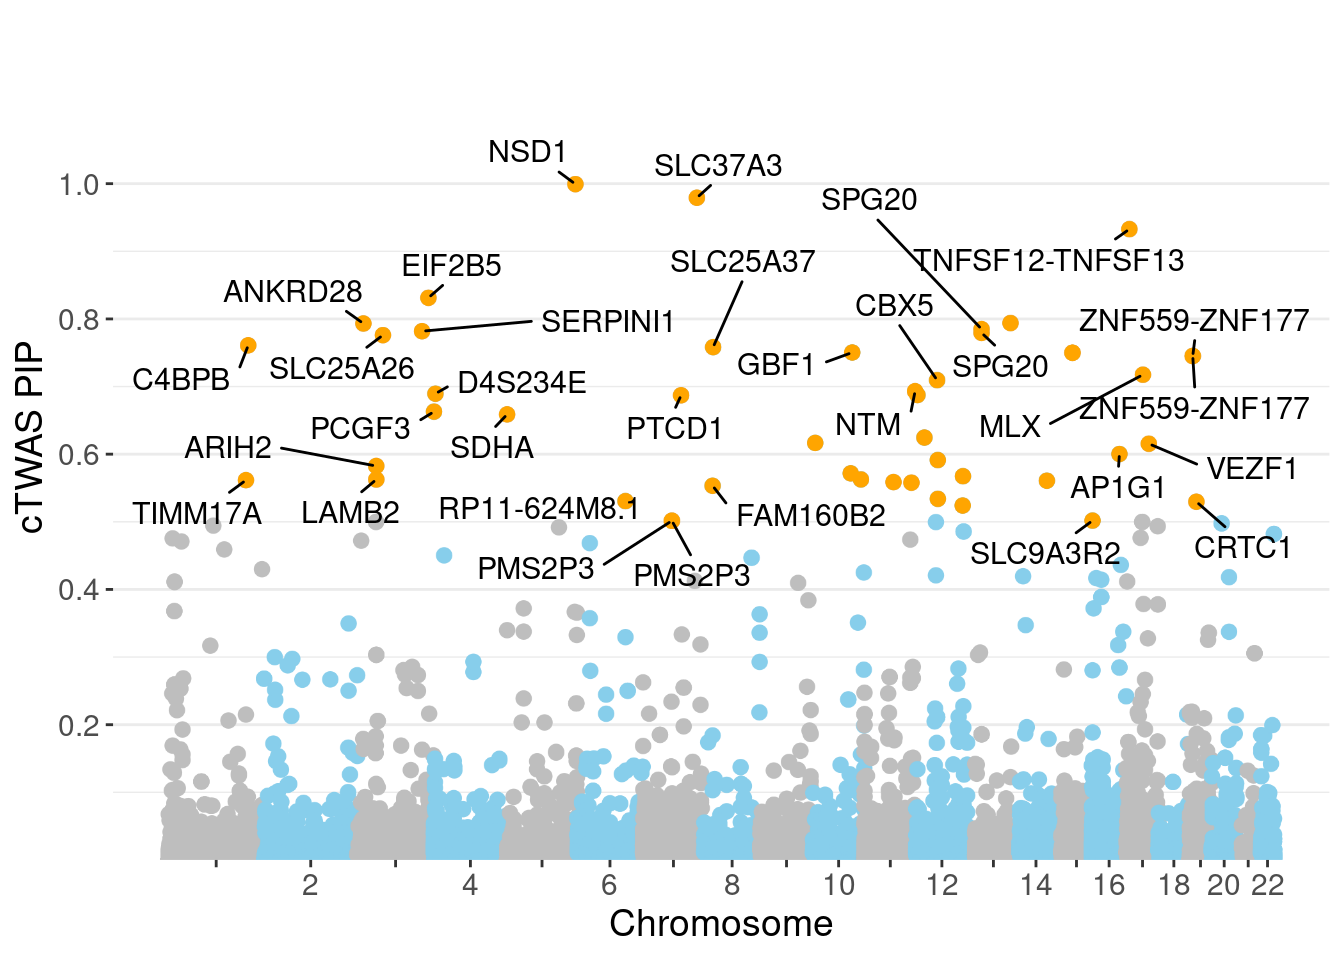 NSD1
SLC37A3
1.0
SPG20
TNFSF12-TNFSF13
SLC25A37
EIF2B5
ANKRD28
CBX5
0.8
SERPINI1
ZNF559-ZNF177
C4BPB
SLC25A26
GBF1
SPG20
D4S234E
ZNF559-ZNF177
PCGF3
SDHA
PTCD1
NTM
MLX
ARIH2
0.6
VEZF1
AP1G1
TIMM17A
LAMB2
RP11-624M8.1
FAM160B2
SLC9A3R2
CRTC1
PMS2P3
PMS2P3
0.4
0.2
cTWAS PIP
2 4 6 8 10 12 14 16 18 20 22
Chromosome